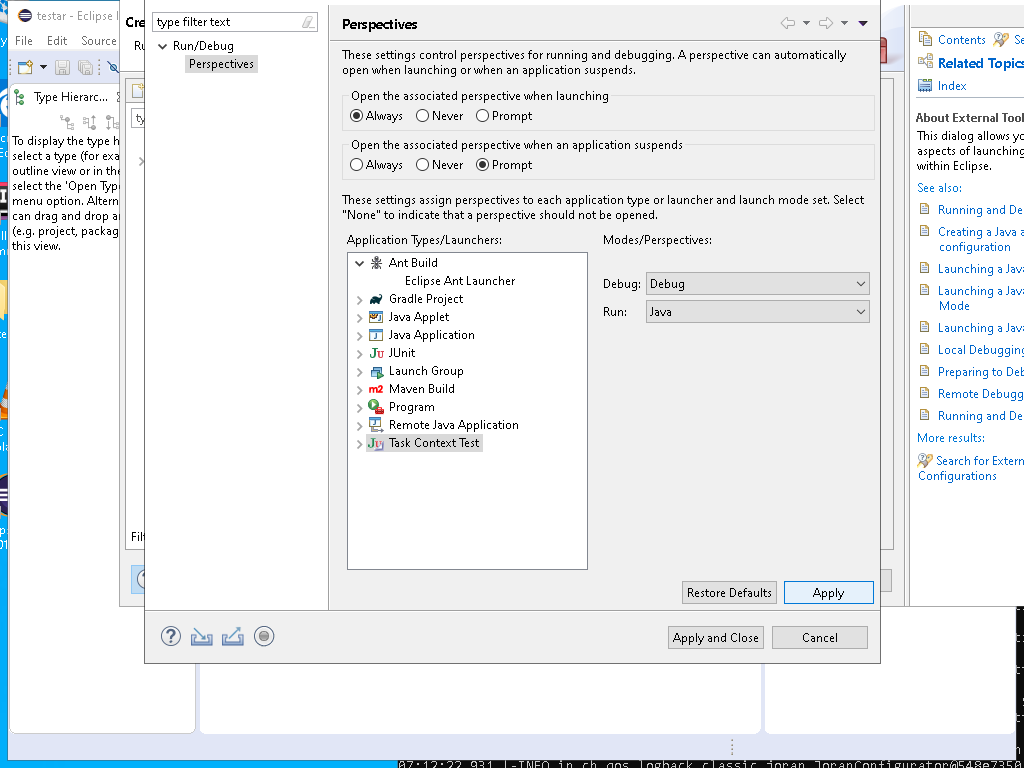 testar - Eclipse I
File Edit Source
Type Hierarc...
To display the type h
select a type (for exa
outline view or in the
select the 'Open Type
menu option. Altern
can drag and drop a
(e.g. project, packag
this view.
Cre
type filter text
Run/Debug
Perspectives
Perspectives
These settings control perspectives for running and debugging. A perspective can automatically
open when launching or when an application suspends.
Open the associated perspective when launching
Always Never Prompt
Open the associated perspective when an application suspends
Always Never Prompt
These settings assign perspectives to each application type or launcher and launch mode set. Select
"None" to indicate that a perspective should not be opened.
Application Types/Launchers:
Modes/Perspectives:
Ant Build
Eclipse Ant Launcher
Gradle Project
Java Applet
Java Application
JUnit
Launch Group
Maven Build
Program
Remote Java Application
Task Context Test
Debug: Debug
Run: Java
Restore Defaults
Apply
Apply and Close
Cancel
Contents Se
Related Topics
Index
About External Tool
This dialog allows yo
aspects of launching
within Eclipse.
See also:
Running and De
Creating a Java a
configuration
Launching a Java
Launching a Java
Mode
Launching a Java
Local Debugging
Preparing to Deb
Remote Debugg
Running and De
More results:
Search for Extern
Configurations
07:12:22,931 |-INFO in ch.qos.logback.classic.joran.JoranConfigurator@548e7350